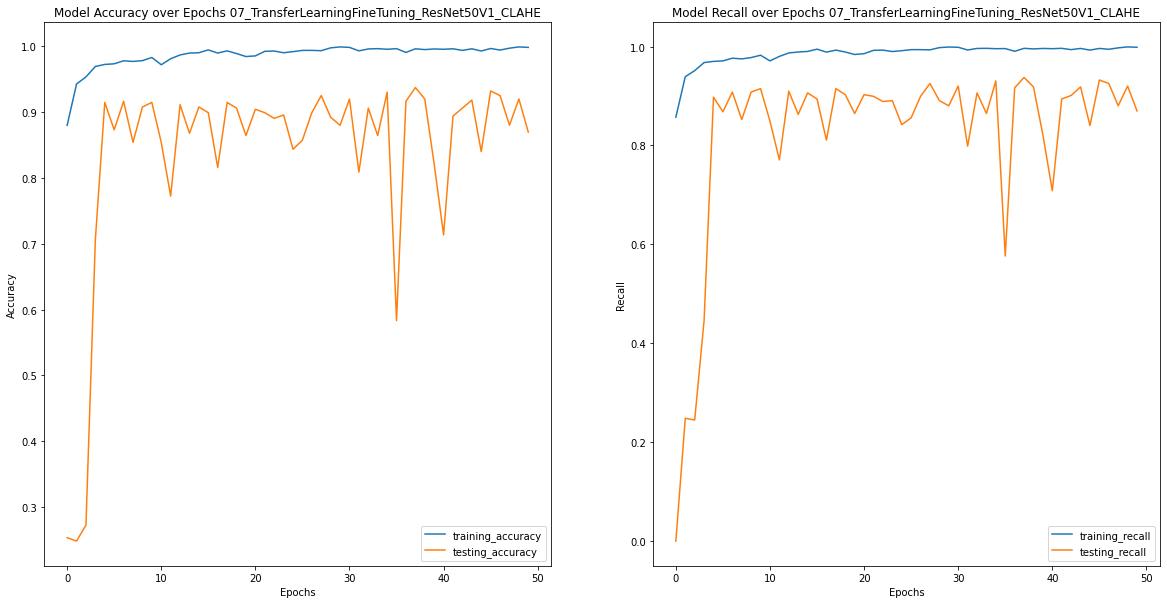 Model Accuracy over Epochs 07_TransferLearningFineTuning_ResNet50V1_CLAHE
1.0
0.9
0.8
0.7
0.6
0.5
0.4
0.3
Accuracy
0 10 20 30 40 50
Epochs
training_accuracy
testing_accuracy
Model Recall over Epochs 07_TransferLearningFineTuning_ResNet50V1_CLAHE
1.0
0.8
0.6
0.4
0.2
0.0
Recall
0 10 20 30 40 50
Epochs
training_recall
testing_recall